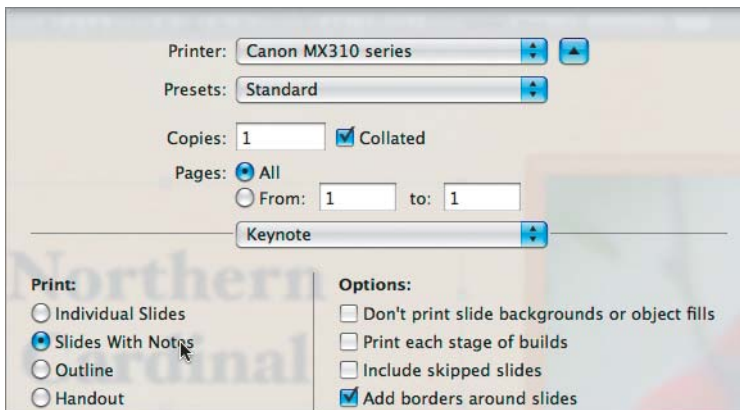 Printer: Canon MX310 series
Presets: Standard
Copies: 1 Collated
Pages: All
From: 1 to: 1
Keynote
Northern
Cardinal
Print:
Individual Slides
Slides With Notes
Outline
Handout
Options:
Don't print slide backgrounds or object fills
Print each stage of builds
Include skipped slides
Add borders around slides